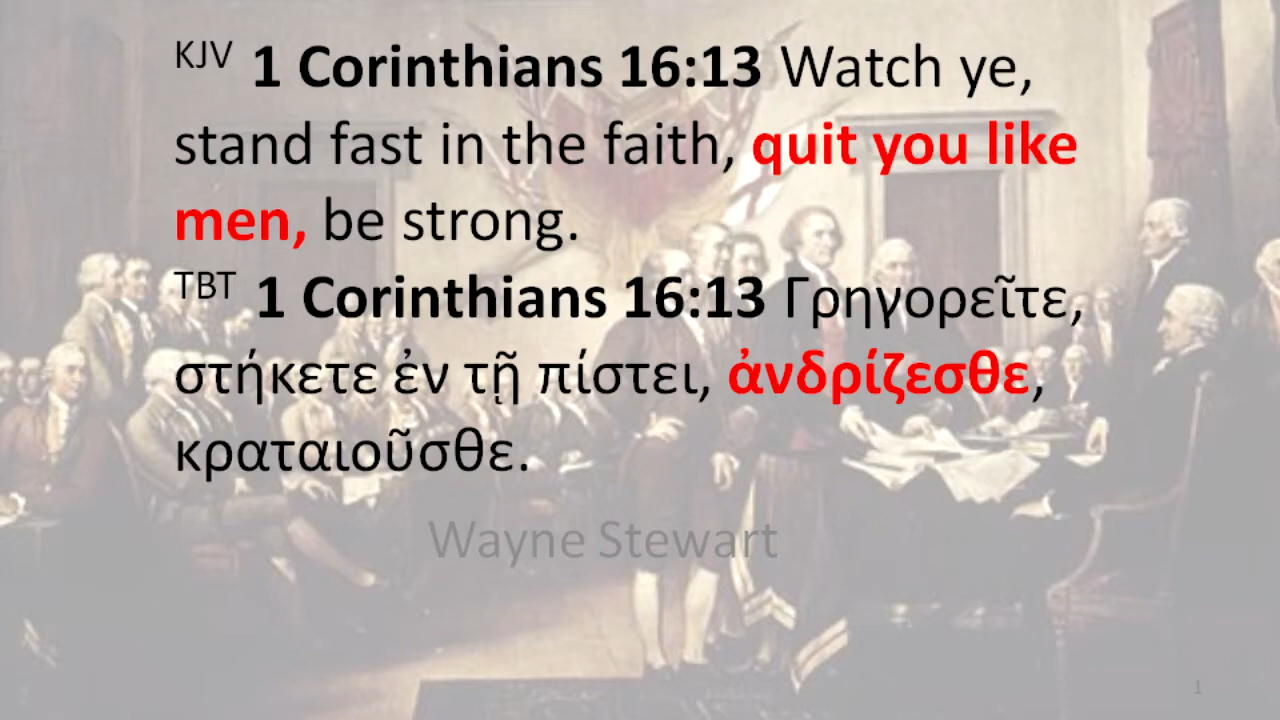 KJV 1 Corinthians 16:13 Watch ye,
stand fast in the faith, quit you like
men, be strong.
TBT 1 Corinthians 16:13 Γρηγορεῖτε,
στήκετε ἐν τῇ πίστει, ἀνδρίζεσθε,
κραταιοῦσθε.
Wayne Stewart
1